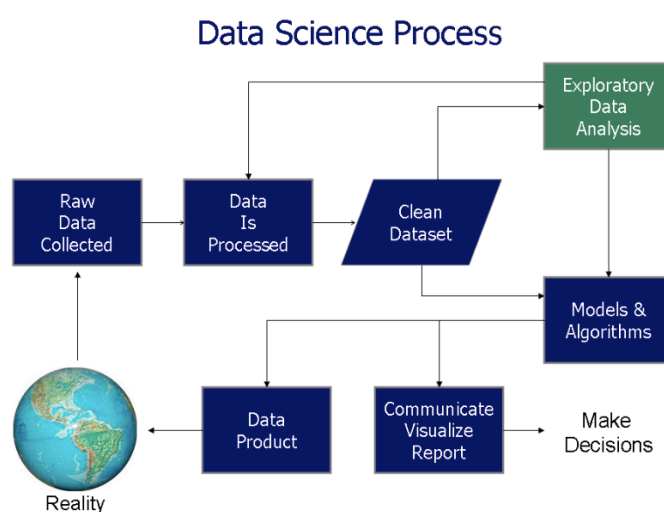 Data Science Process
Exploratory
Data
Analysis
Raw
Data
Collected
Data
Is
Processed
Clean
Dataset
Models &
Algorithms
Data
Product
Communicate
Visualize
Report
Make
Decisions
Reality